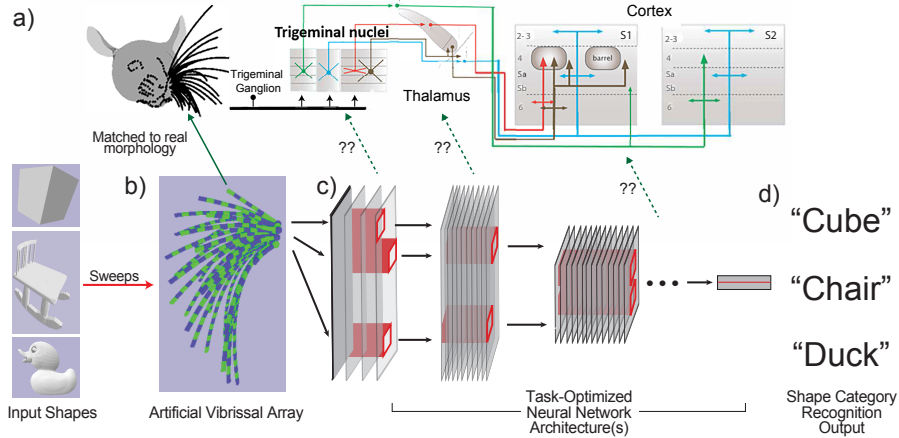 a)
Trigeminal nuclei
Trigeminal
Ganglion
Thalamus
Cortex
2-3
4
5a
5b
6
S1
barrel
2-3
4
5a
5b
6
S2
Matched to real
morphology
??
??
??
b)
c)
d)
Sweeps
"Cube"
"Chair"
"Duck"
Input Shapes
Artificial Vibrissal Array
Task-Optimized
Neural Network
Architecture(s)
Shape Category
Recognition
Output